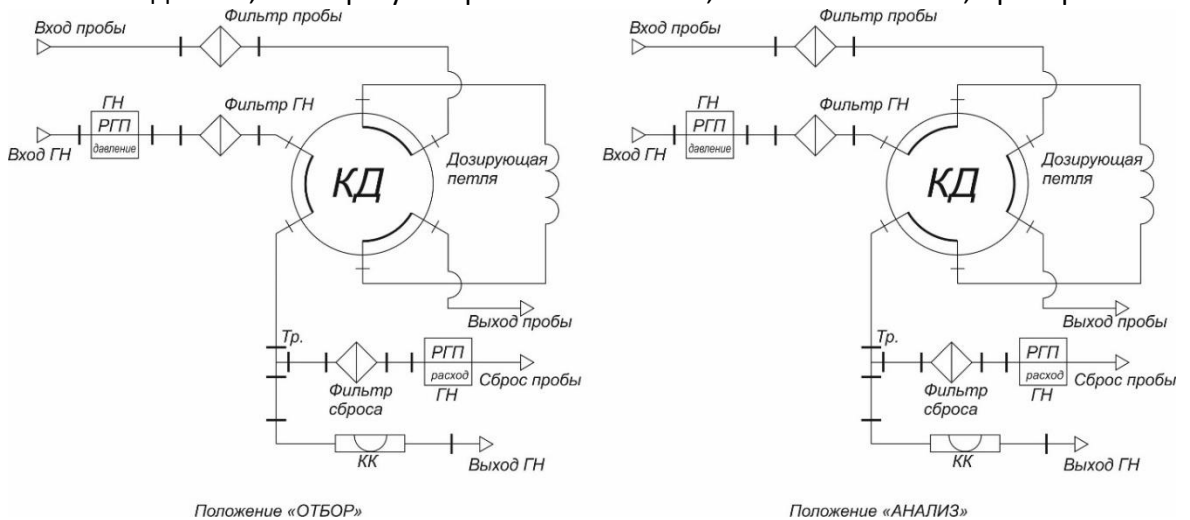 Вход пробы
Фильтр пробы
ГН
РГП
давление
Вход ГН
Фильтр ГН
КД
Дозирующая
петля
Выход пробы
Тр.
РГП
расход
ГН
Сброс пробы
Фильтр
сброса
КК
Выход ГН
Положение «ОТБОР»
Вход пробы
Фильтр пробы
ГН
РГП
давление
Вход ГН
Фильтр ГН
КД
Дозирующая
петля
Выход пробы
Тр.
РГП
расход
ГН
Сброс пробы
Фильтр
сброса
КК
Выход ГН
Положение «АНАЛИЗ»